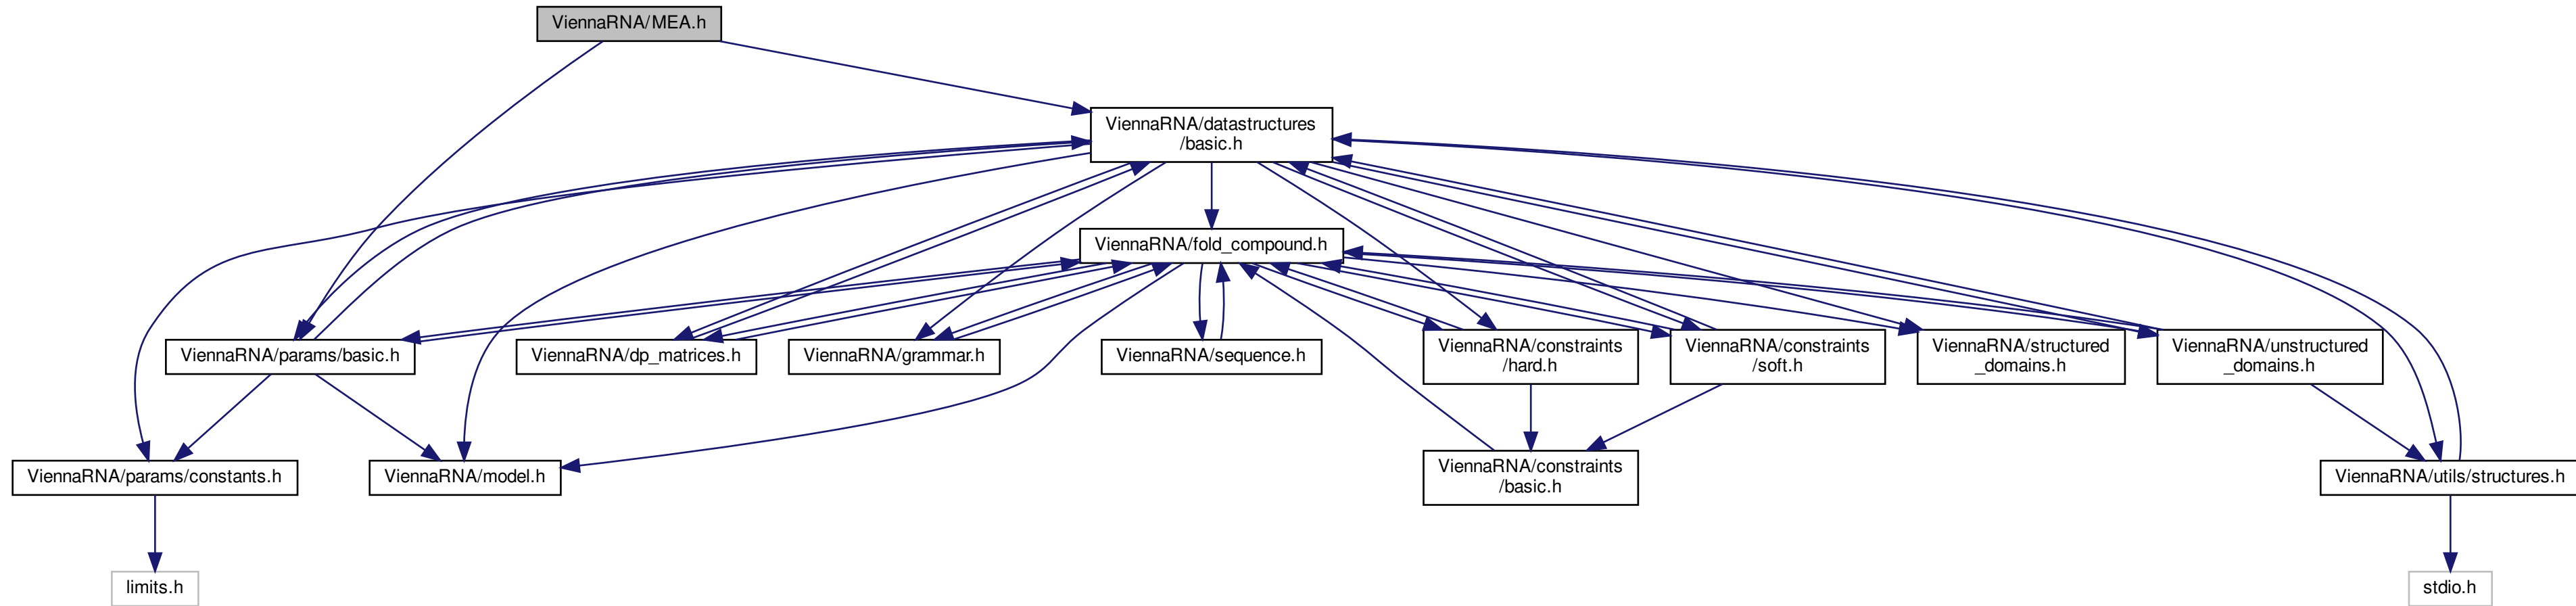 ViennaRNA/MEA.h
ViennaRNA/datastructures
/basic.h
ViennaRNA/fold_compound.h
ViennaRNA/params/basic.h
ViennaRNA/dp_matrices.h
ViennaRNA/grammar.h
ViennaRNA/sequence.h
ViennaRNA/constraints
/hard.h
ViennaRNA/constraints
/soft.h
ViennaRNA/structured
_domains.h
ViennaRNA/unstructured
_domains.h
ViennaRNA/params/constants.h
ViennaRNA/model.h
ViennaRNA/constraints
/basic.h
ViennaRNA/utils/structures.h
limits.h
stdio.h